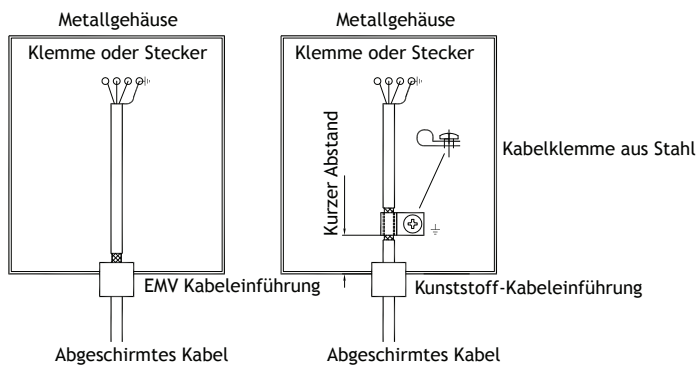 Metallgehäuse
Klemme oder Stecker
EMV Kabeleinführung
Abgeschirmtes Kabel
Metallgehäuse
Klemme oder Stecker
Kurzer Abstand
Kabelklemme aus Stahl
Kunststoff-Kabeleinführung
Abgeschirmtes Kabel